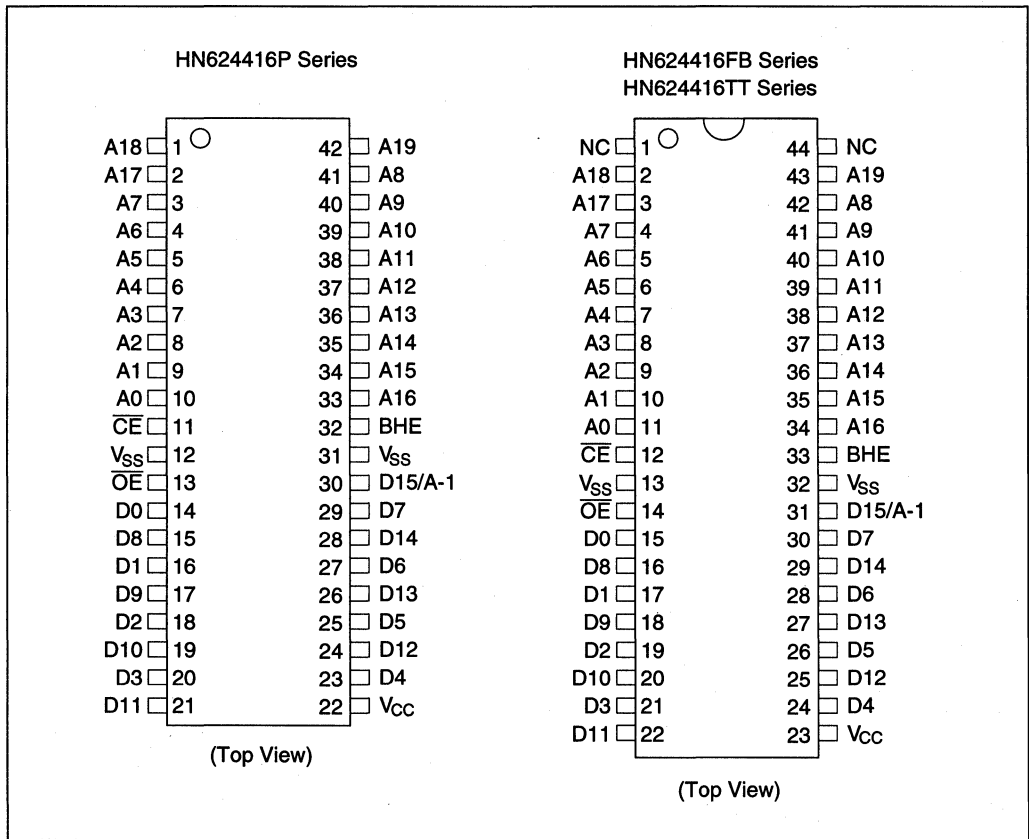 HN624416P Series
A18 1 42 A19
A17 2 41 A8
A7 3 40 A9
A6 4 39 A10
A5 5 38 A11
A4 6 37 A12
A3 7 36 A13
A2 8 35 A14
A1 9 34 A15
A0 10 33 A16
C̅E̅ 11 32 BHE
VSS 12 31 VSS
O̅E̅ 13 30 D15/A-1
D0 14 29 D7
D8 15 28 D14
D1 16 27 D6
D9 17 26 D13
D2 18 25 D5
D10 19 24 D12
D3 20 23 D4
D11 21 22 VCC
(Top View)
HN624416FB Series
HN624416TT Series
NC 1 44 NC
A18 2 43 A19
A17 3 42 A8
A7 4 41 A9
A6 5 40 A10
A5 6 39 A11
A4 7 38 A12
A3 8 37 A13
A2 9 36 A14
A1 10 35 A15
A0 11 34 A16
C̅E̅ 12 33 BHE
VSS 13 32 VSS
O̅E̅ 14 31 D15/A-1
D0 15 30 D7
D8 16 29 D14
D1 17 28 D6
D9 18 27 D13
D2 19 26 D5
D10 20 25 D12
D3 21 24 D4
D11 22 23 VCC
(Top View)